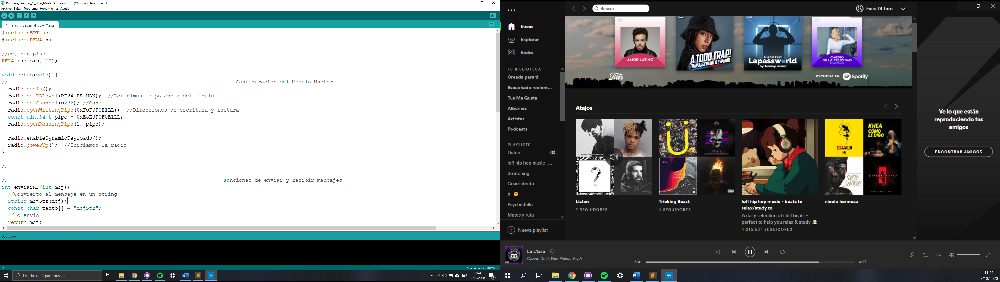 Primeras_pruebas_M_dulo_Master Arduino 1.8.13 (Windows Store 1.8.42.0)
Archivo Editar Programa Herramientas Ayuda
Primeras_pruebas_M_dulo_Master
#include<SPI.h>
#include<RF24.h>
//ce, csn pins
RF24 radio(9, 10);
void setup(void) {
//-------------------------------------------------------------------------Configuración del Módulo Master----------------------------------------------------
radio.begin();
radio.setPALevel(RF24_PA_MAX);  //Definimos la potencia del módulo
radio.setChannel(0x76); //Canal
radio.openWritingPipe(0xF0F0F0F0E1LL);  //Direcciones de escritura y lectura
const uint64_t pipe = 0xE8E8F0F0E1LL;
radio.openReadingPipe(1, pipe);
radio.enableDynamicPayloads();
radio.powerUp();  //Iniciamos la radio
}
//--------------------------------------------------------------------------------------------------------------------------------------------------------------
//---------------------------------------------------------------------Funciones de enviar y recibir mensajes-------------------------------------------------
int enviarRF(int msj){
//Convierto el mensaje en un string
String msjStr(msj);
const char texto[] = "msjStr";
//Lo envío
return msj;
Guardado.
25
Arduino Uno en COM5
Escribe aquí para buscar
ESP
11:44
7/10/2020
1
Buscar
Facu Di Toro
Inicio
Explorar
Radio
TU BIBLIOTECA
Creada para ti
Escuchado recient...
Tus Me Gusta
Álbumes
Artistas
Podcasts
PLAYLISTS
Listen
lofi hip hop music -...
Stretching
Cuarentonta
o 🥰
Psychedelic
Mates y ruta
Nueva playlist
AMOR LATINO
A TODO TRAP!
TRAP ARGENTINO & ESPAÑOL
Digital Fest
Lapassworld
by Tommy Muñoz
CARDIO
DE LA FELICIDAD
By Juli Puente
Filtr
ESCUCHA EN Spotify
Atajos
KHEA
CÓMO
LE DIGO
SEXTO
SENTIDO
Listen
2 SEGUIDORES
Tricking Beast
4 SEGUIDORES
lofi hip hop music - beats to
relax/study to
A daily selection of chill beats -
perfect to help you relax & study 📚
4.216.687 SEGUIDORES
nicole hermosa
Ve lo que están
reproduciendo tus
amigos
ENCONTRAR AMIGOS
La Clase
Cazzu, Duki, Neo Pistea, Ysy A
3:41
4:27
11:44
7/10/2020